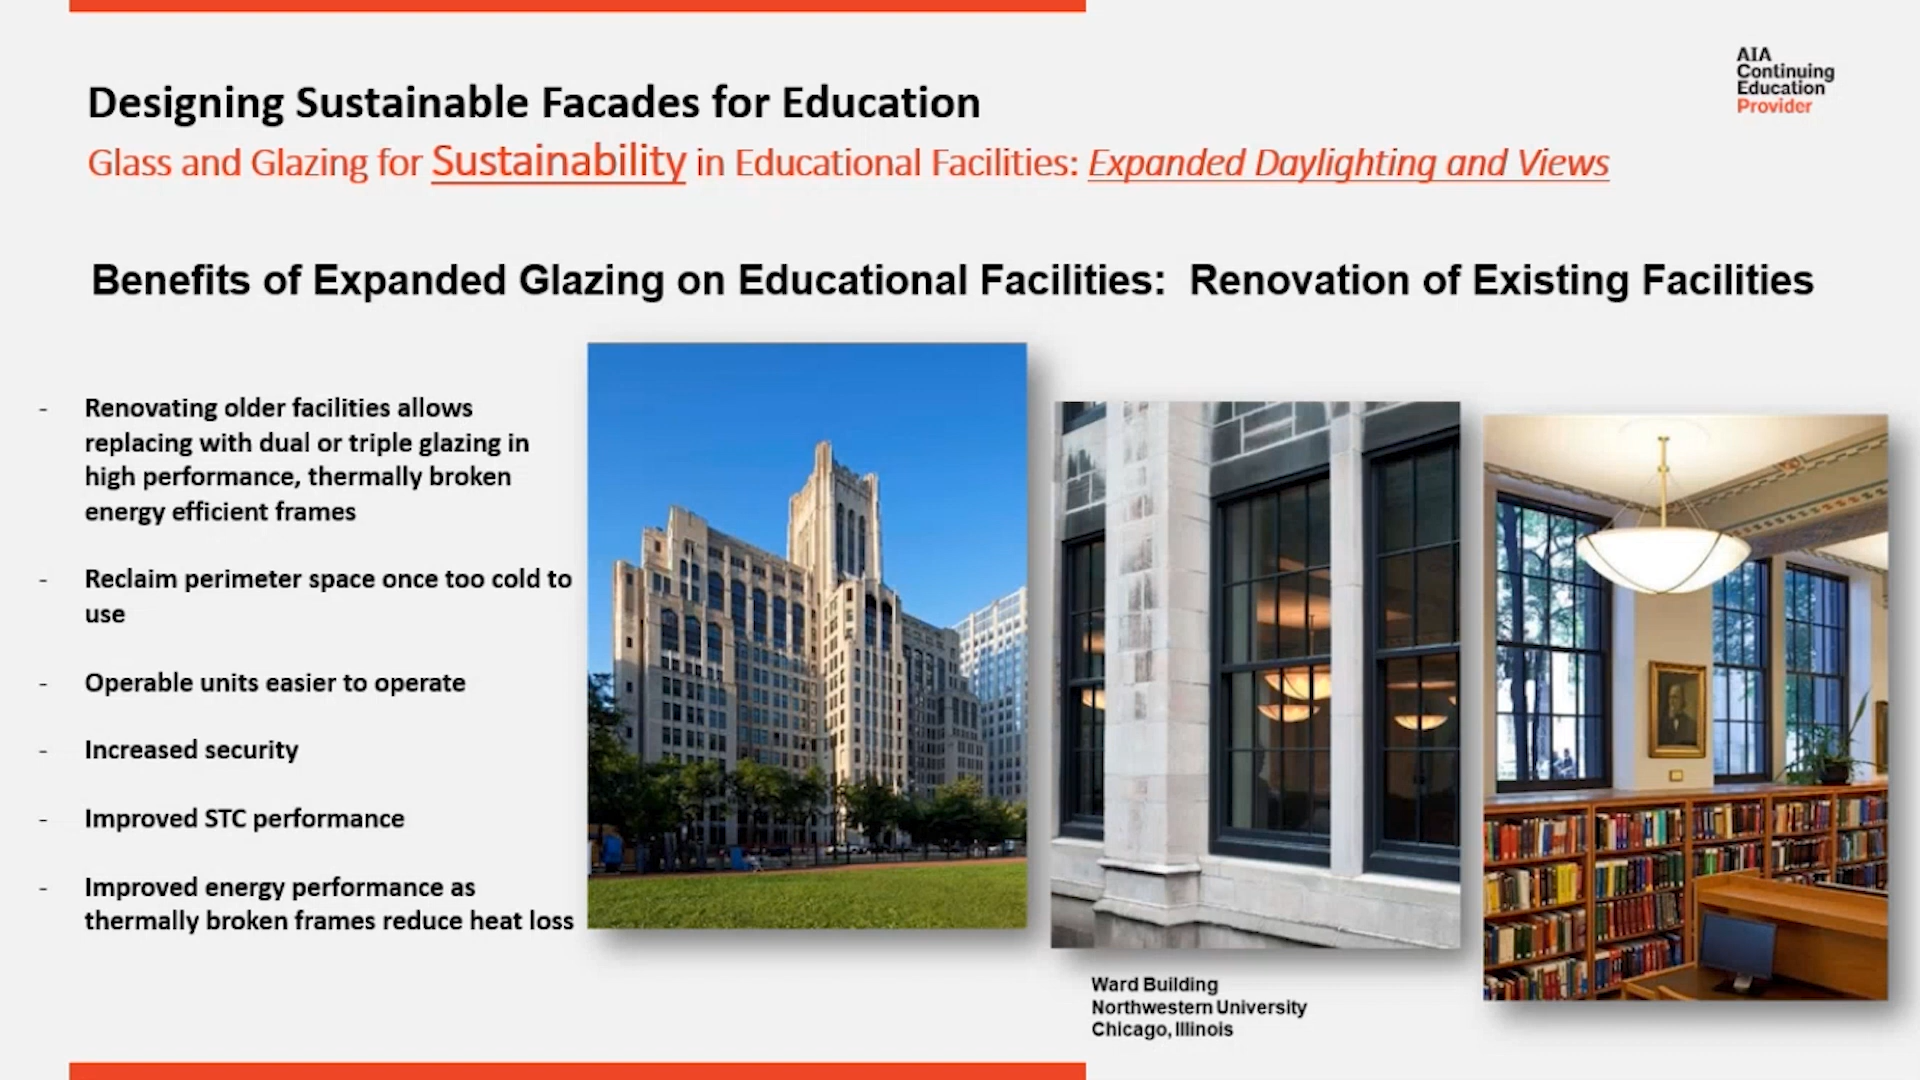 AIA
Continuing
Education
Provider
Designing Sustainable Facades for Education
Glass and Glazing for Sustainability in Educational Facilities: Expanded Daylighting and Views
Benefits of Expanded Glazing on Educational Facilities: Renovation of Existing Facilities
- Renovating older facilities allows
replacing with dual or triple glazing in
high performance, thermally broken
energy efficient frames
- Reclaim perimeter space once too cold to
use
- Operable units easier to operate
- Increased security
- Improved STC performance
- Improved energy performance as
thermally broken frames reduce heat loss
Ward Building
Northwestern University
Chicago, Illinois